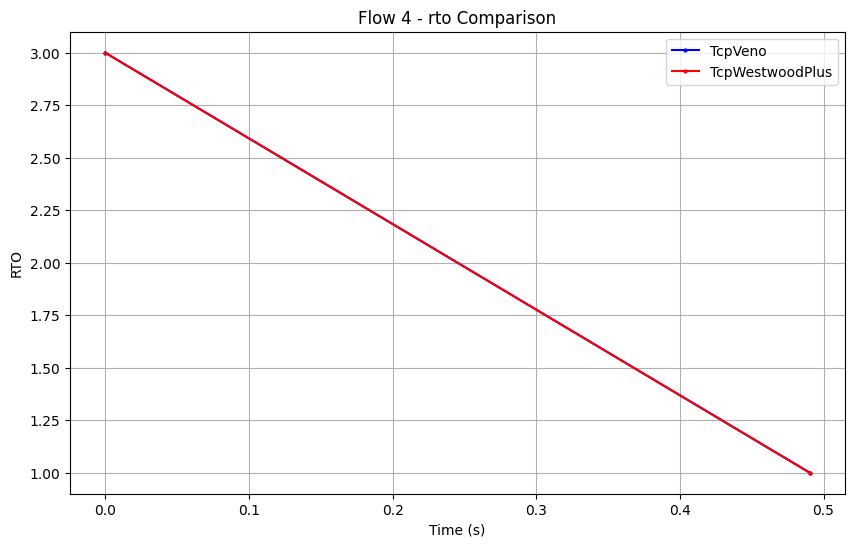 Flow 4 - rto Comparison
TcpVeno
TcpWestwoodPlus
RTO
3.00
2.75
2.50
2.25
2.00
1.75
1.50
1.25
1.00
0.0 0.1 0.2 0.3 0.4 0.5
Time (s)